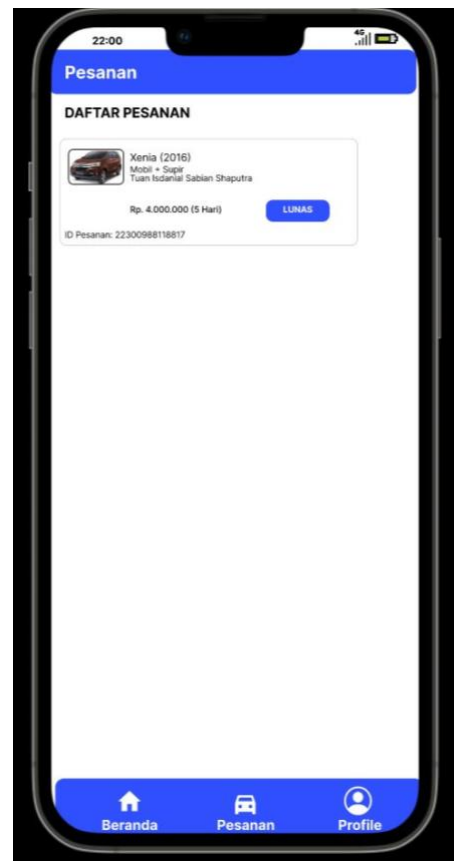 22:00
4G
Pesanan
DAFTAR PESANAN
Xenia (2016)
Mobil + Supir
Tuan Isdanial Sabian Shaputra
Rp. 4.000.000 (5 Hari)
LUNAS
ID Pesanan: 22300988118817
Beranda
Pesanan
Profile